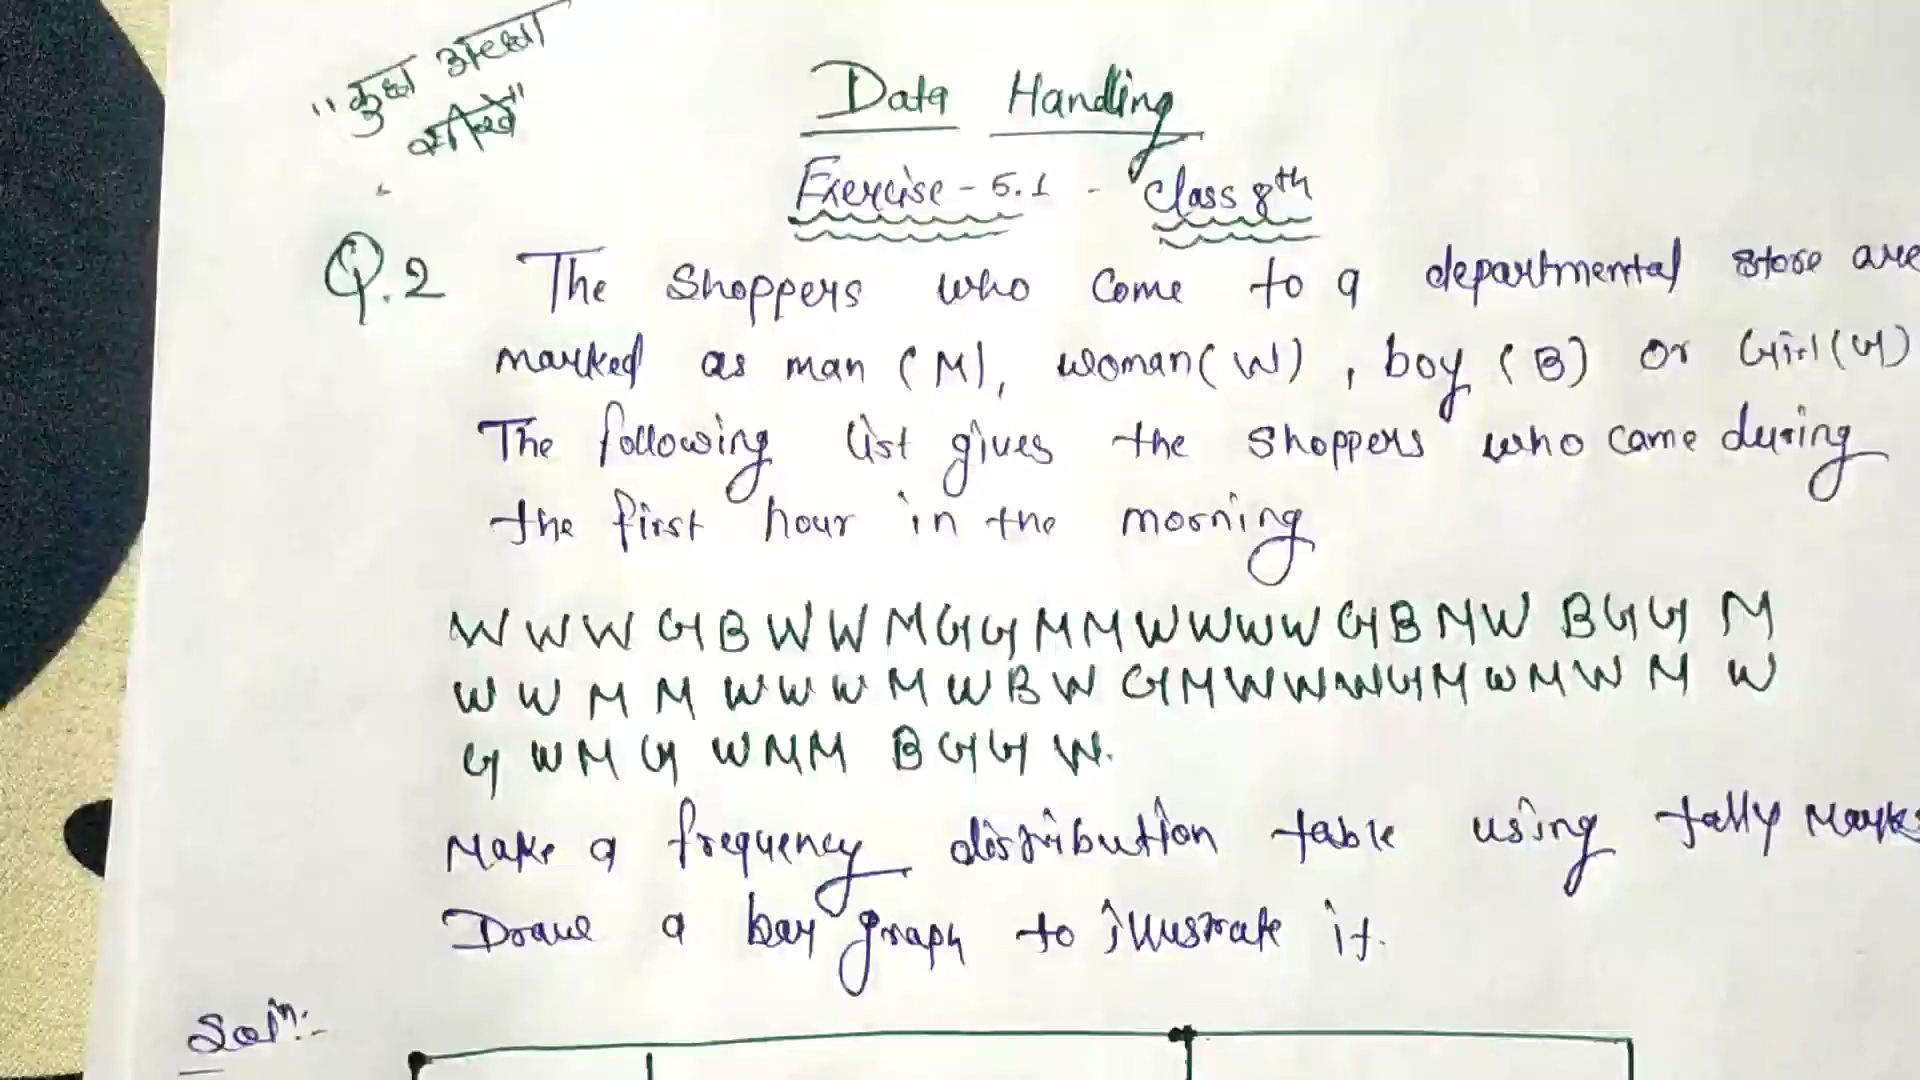 "कुछ अच्छा
सीखे"
Data Handling
Exercise - 5.1 - Class 8th
Q.2 The Shoppers who come to a departmental store are
marked as man (M), woman (W), boy (B) or Girl (G)
The following list gives the shoppers who came during
the first hour in the morning
W W W G B W W M G G M M W W W W G B M W B G G M
W W M M W W W M W B W G M W W W W G M W M W M W
G W M G W M M B G G W.
Make a frequency distribution table using tally Marks
Draw a bar graph to illustrate it.
Solⁿ:-